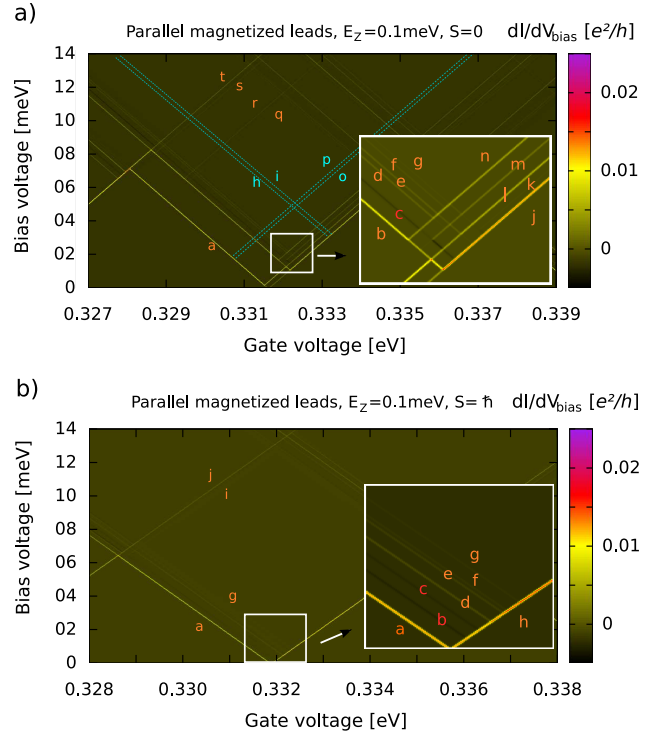 a)
Parallel magnetized leads, E_Z=0.1meV, S=0
dI/dV_bias [e²/h]
Bias voltage [meV]
14
12
10
08
06
04
02
0
t
s
r
q
p
o
h
i
a
n
m
l
k
j
g
f
e
d
c
b
0.02
0.01
0
0.327
0.329
0.331
0.333
0.335
0.337
0.339
Gate voltage [eV]
b)
Parallel magnetized leads, E_Z=0.1meV, S= ħ
dI/dV_bias [e²/h]
Bias voltage [meV]
14
12
10
08
06
04
02
0
j
i
g
a
g
f
e
d
c
b
a
h
0.02
0.01
0
0.328
0.330
0.332
0.334
0.336
0.338
Gate voltage [eV]